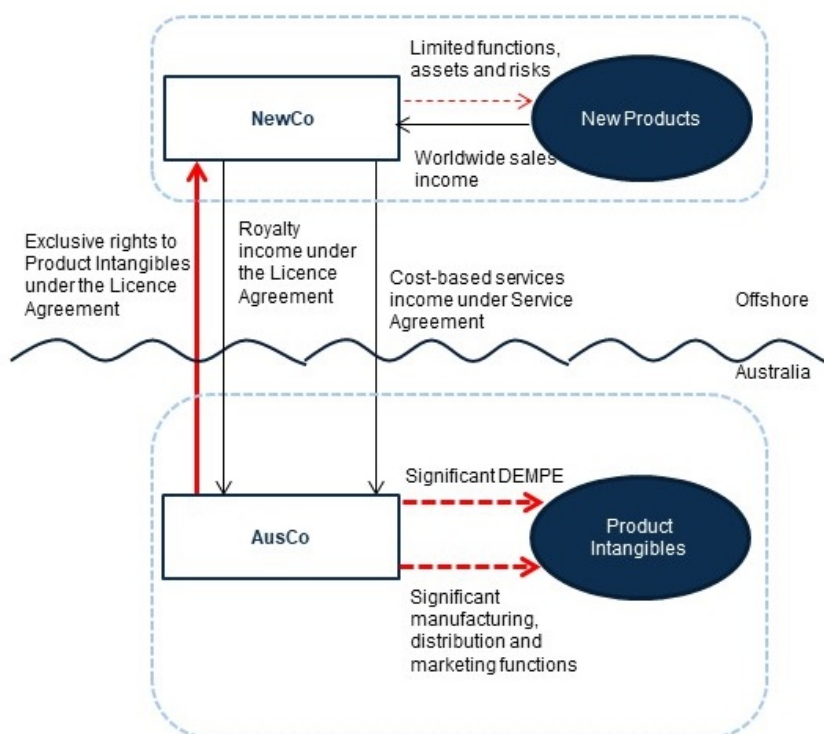 Limited functions,
assets and risks
NewCo
New Products
Worldwide sales
income
Exclusive rights to
Product Intangibles
under the Licence
Agreement
Royalty
income under
the Licence
Agreement
Cost-based services
income under Service
Agreement
Offshore
Australia
Significant DEMPE
AusCo
Product
Intangibles
Significant
manufacturing,
distribution and
marketing functions